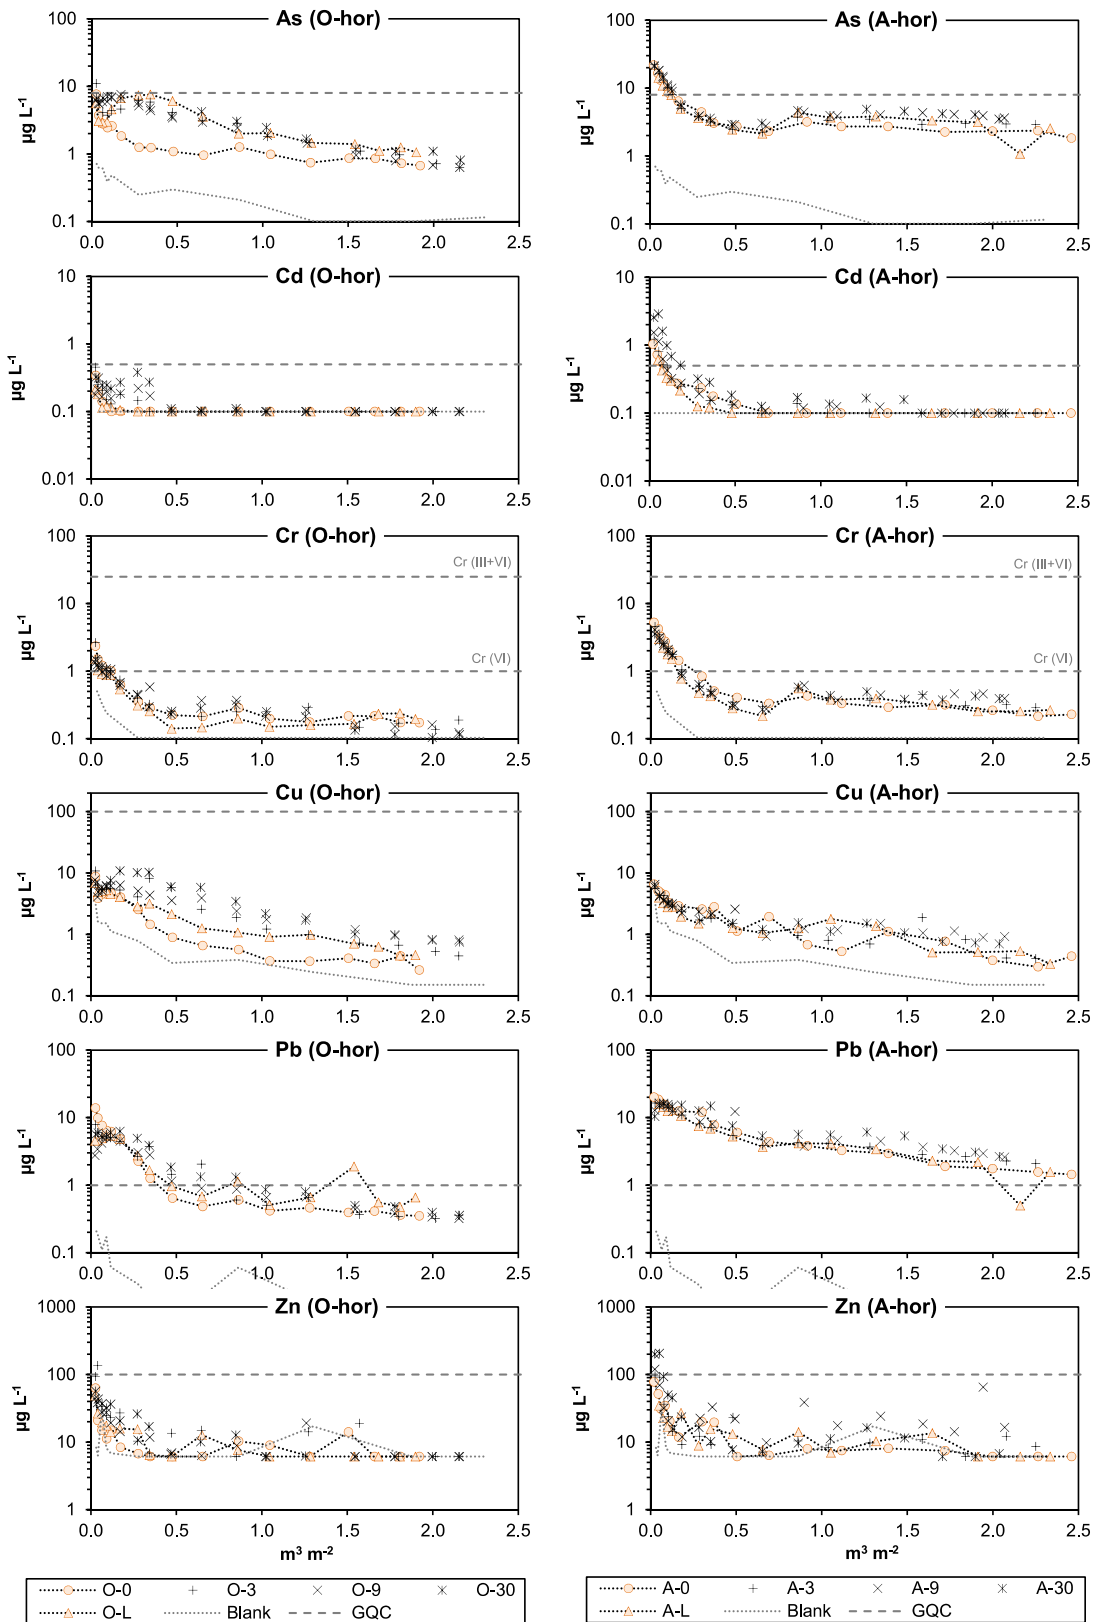 As (O-hor)
As (A-hor)
100
10
1
0.1
µg L⁻¹
0.0 0.5 1.0 1.5 2.0 2.5
100
10
1
0.1
µg L⁻¹
0.0 0.5 1.0 1.5 2.0 2.5
Cd (O-hor)
Cd (A-hor)
10
1
0.1
0.01
µg L⁻¹
0.0 0.5 1.0 1.5 2.0 2.5
10
1
0.1
0.01
µg L⁻¹
0.0 0.5 1.0 1.5 2.0 2.5
Cr (O-hor)
Cr (A-hor)
100
10
1
0.1
µg L⁻¹
Cr (III+VI)
Cr (VI)
0.0 0.5 1.0 1.5 2.0 2.5
100
10
1
0.1
µg L⁻¹
Cr (III+VI)
Cr (VI)
0.0 0.5 1.0 1.5 2.0 2.5
Cu (O-hor)
Cu (A-hor)
100
10
1
0.1
µg L⁻¹
0.0 0.5 1.0 1.5 2.0 2.5
100
10
1
0.1
µg L⁻¹
0.0 0.5 1.0 1.5 2.0 2.5
Pb (O-hor)
Pb (A-hor)
100
10
1
0.1
µg L⁻¹
0.0 0.5 1.0 1.5 2.0 2.5
100
10
1
0.1
µg L⁻¹
0.0 0.5 1.0 1.5 2.0 2.5
Zn (O-hor)
Zn (A-hor)
1000
100
10
1
µg L⁻¹
0.0 0.5 1.0 1.5 2.0 2.5
m³ m⁻²
1000
100
10
1
µg L⁻¹
0.0 0.5 1.0 1.5 2.0 2.5
m³ m⁻²
O-0 O-3 O-9 O-30
O-L Blank GQC
A-0 A-3 A-9 A-30
A-L Blank GQC